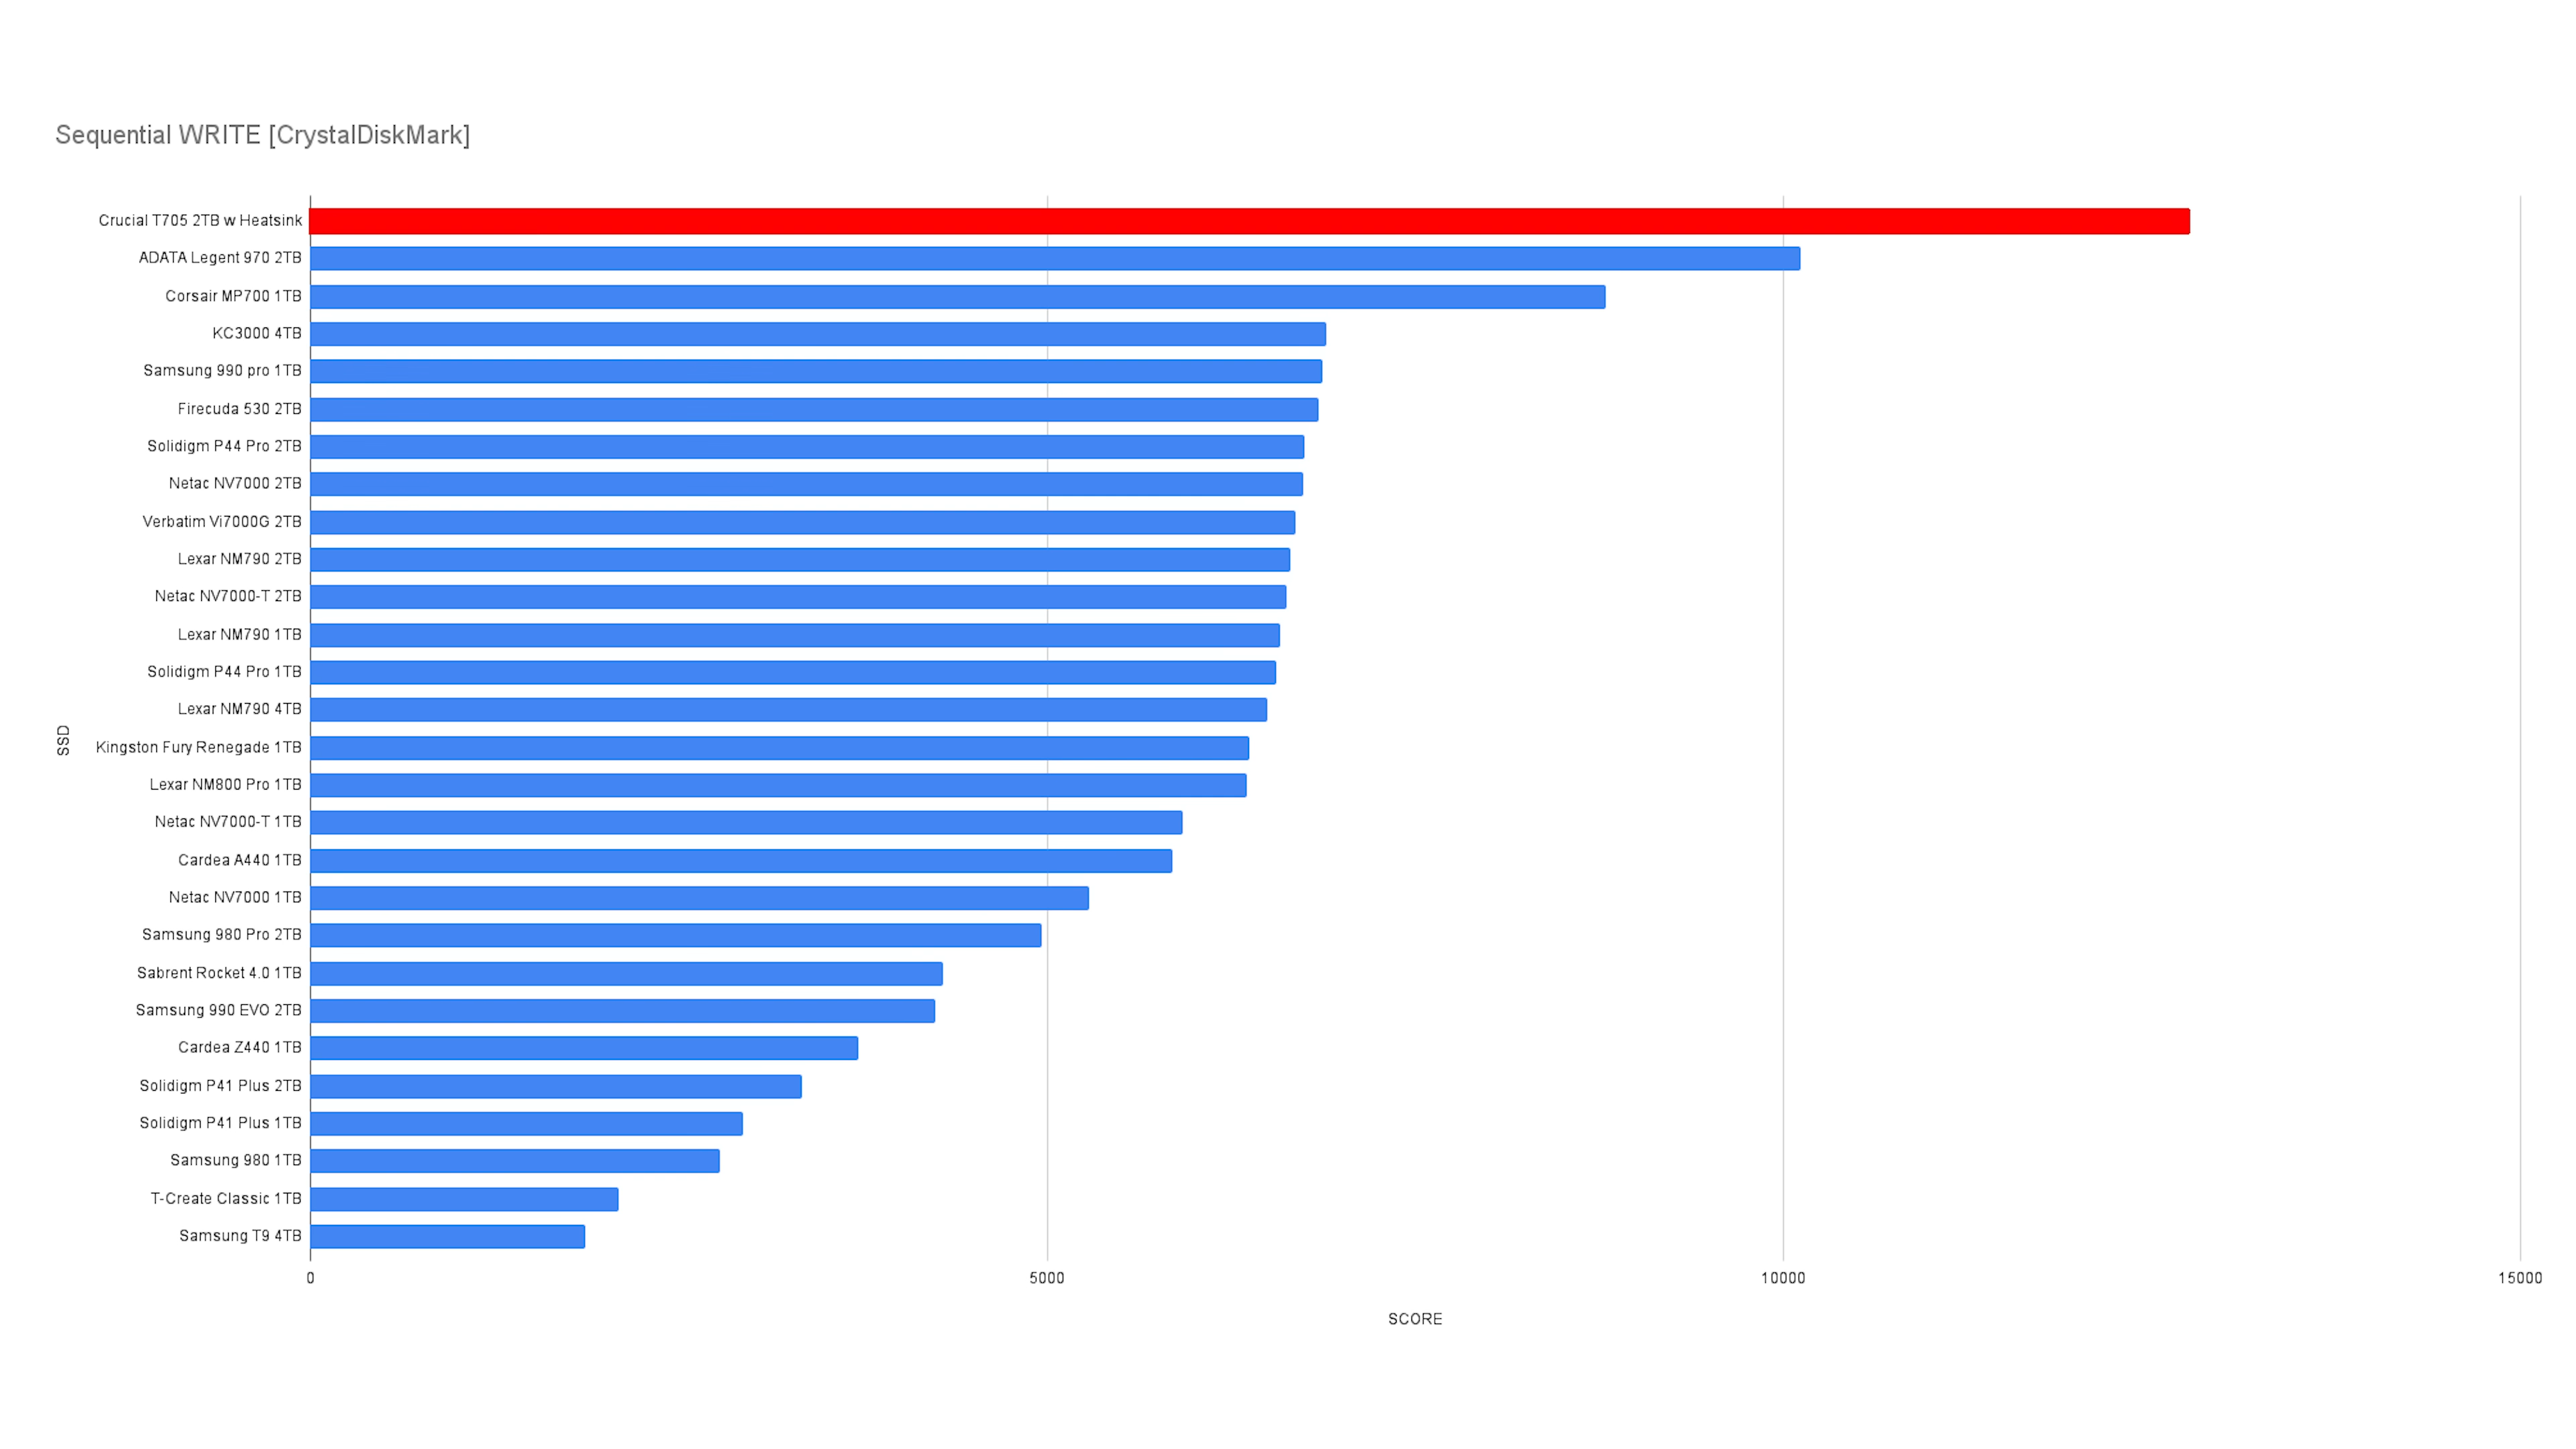 Sequential WRITE [CrystalDiskMark]
Crucial T705 2TB w Heatsink
ADATA Legent 970 2TB
Corsair MP700 1TB
KC3000 4TB
Samsung 990 pro 1TB
Firecuda 530 2TB
Solidigm P44 Pro 2TB
Netac NV7000 2TB
Verbatim Vi7000G 2TB
Lexar NM790 2TB
Netac NV7000-T 2TB
Lexar NM790 1TB
Solidigm P44 Pro 1TB
Lexar NM790 4TB
SSD
Kingston Fury Renegade 1TB
Lexar NM800 Pro 1TB
Netac NV7000-T 1TB
Cardea A440 1TB
Netac NV7000 1TB
Samsung 980 Pro 2TB
Sabrent Rocket 4.0 1TB
Samsung 990 EVO 2TB
Cardea Z440 1TB
Solidigm P41 Plus 2TB
Solidigm P41 Plus 1TB
Samsung 980 1TB
T-Create Classic 1TB
Samsung T9 4TB
0 5000 10000 15000
SCORE